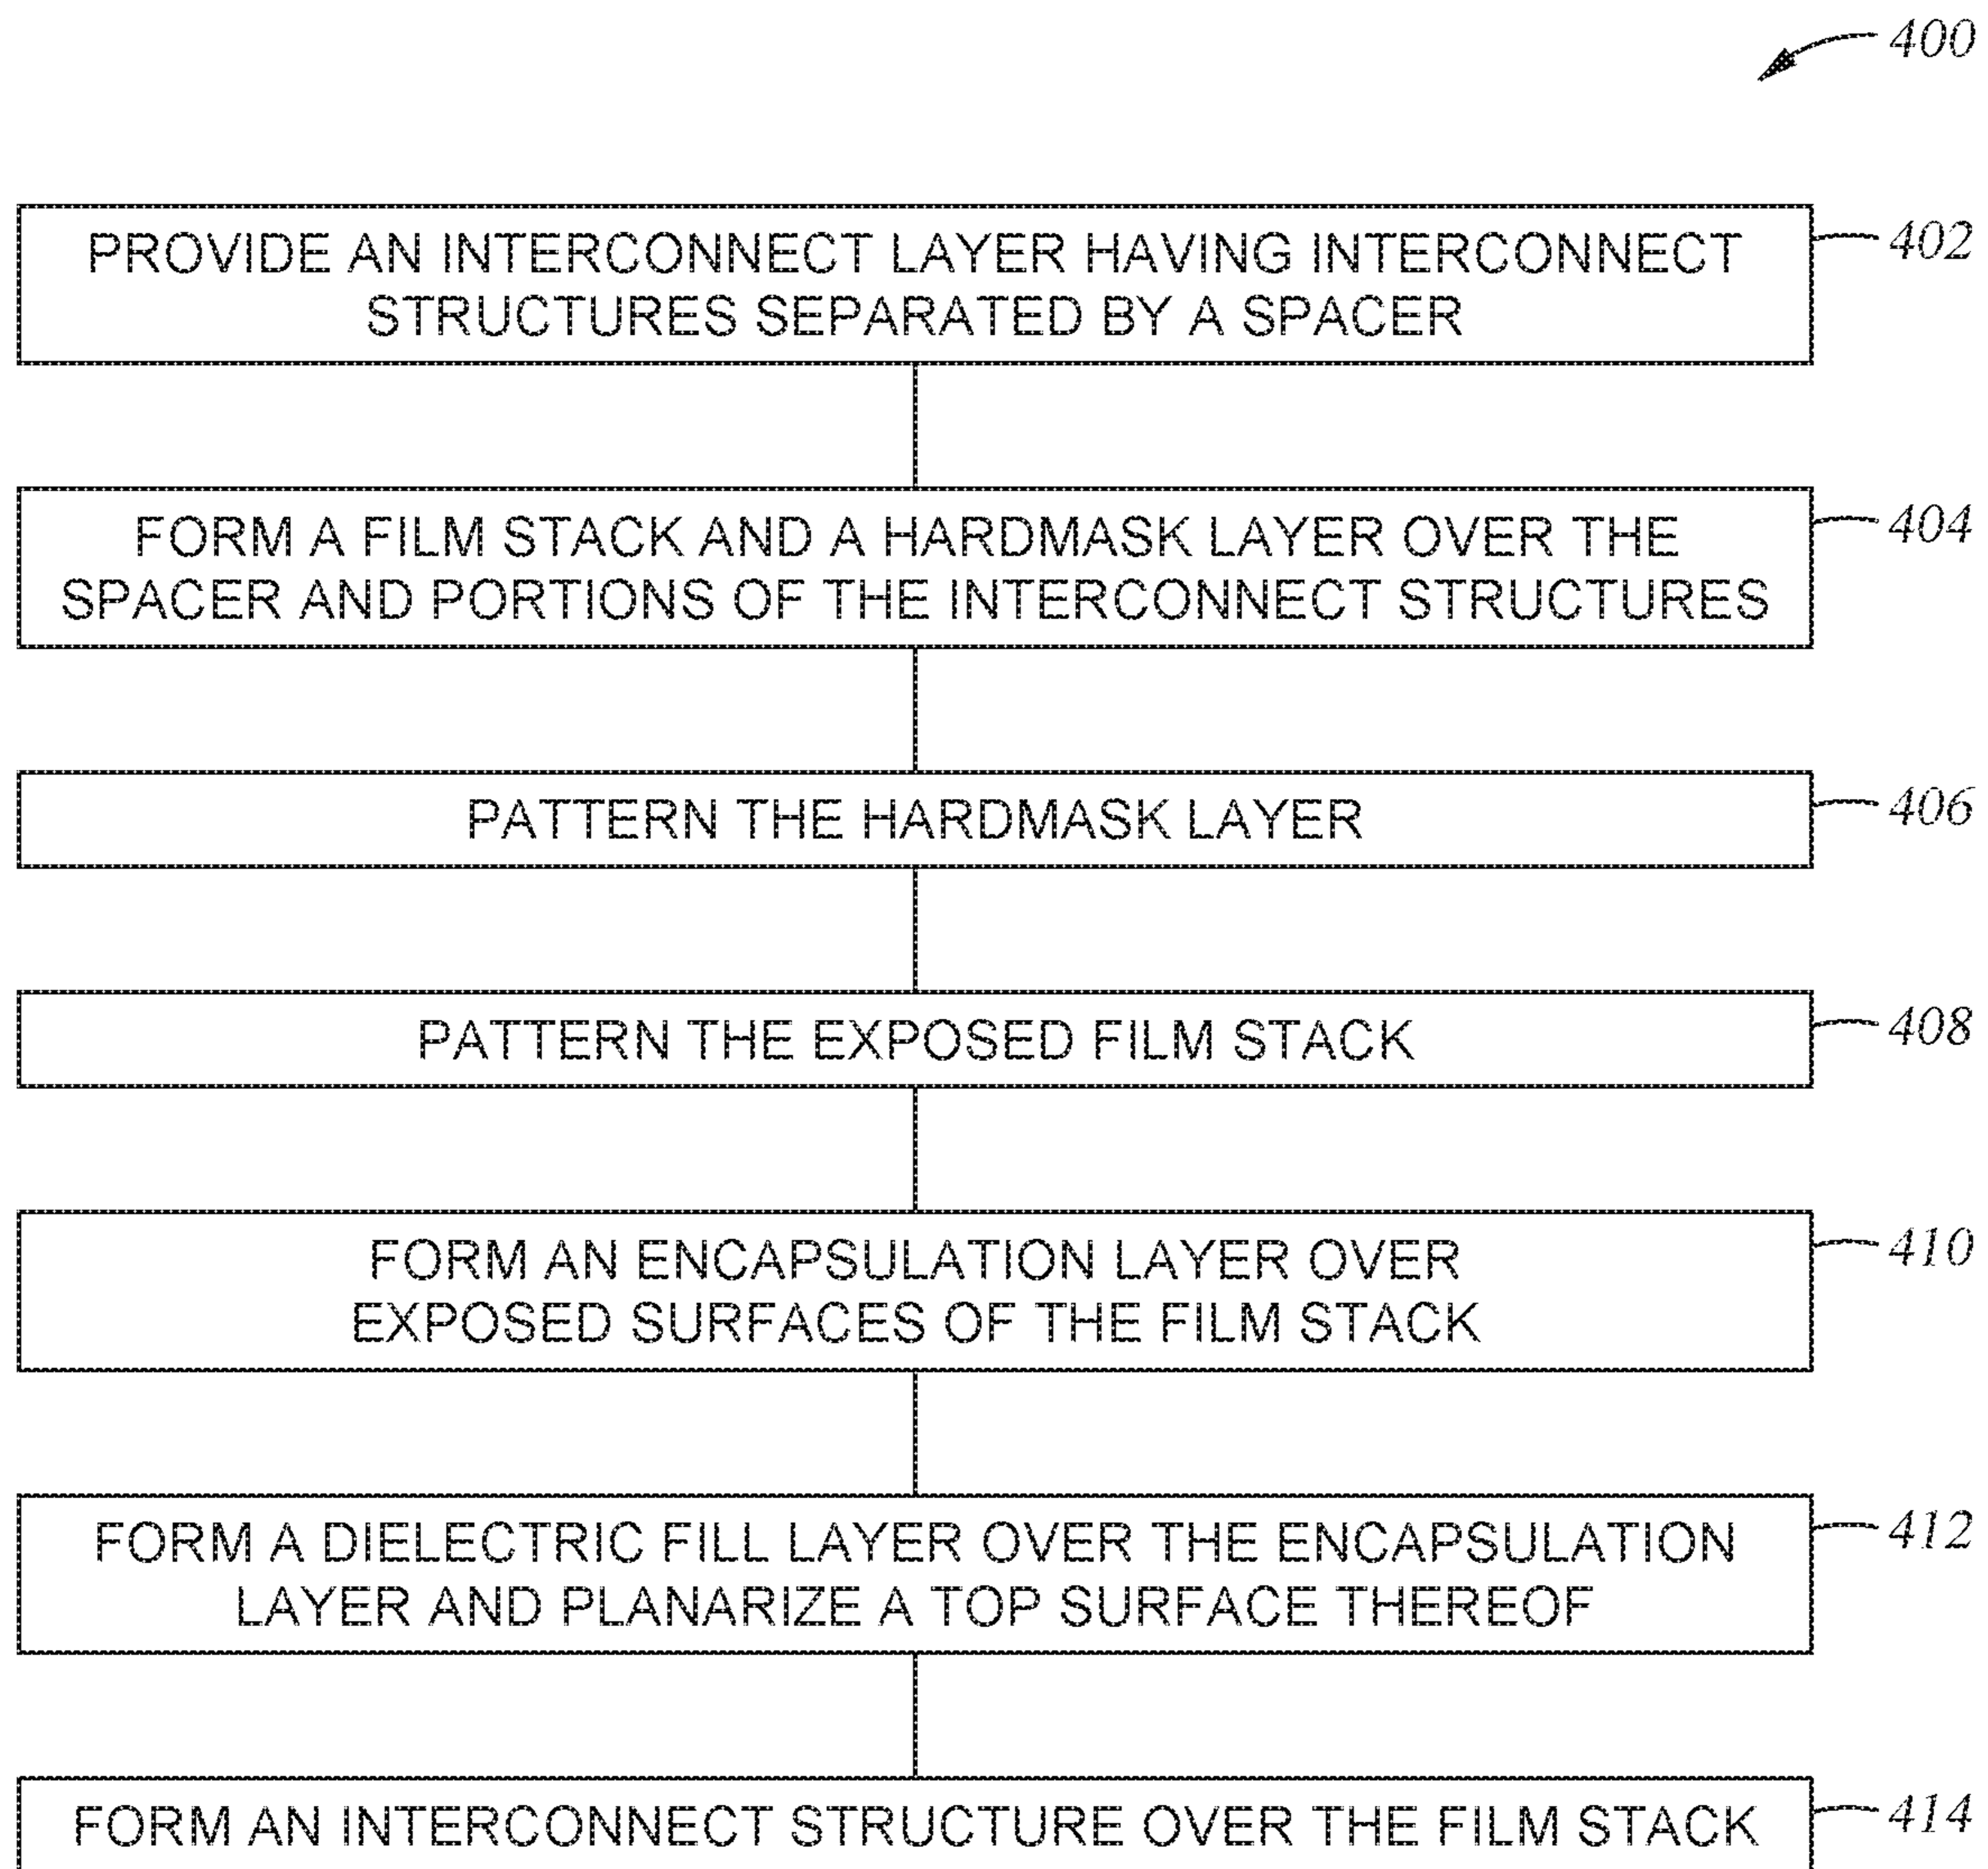 400
PROVIDE AN INTERCONNECT LAYER HAVING INTERCONNECT
STRUCTURES SEPARATED BY A SPACER
402
FORM A FILM STACK AND A HARDMASK LAYER OVER THE
SPACER AND PORTIONS OF THE INTERCONNECT STRUCTURES
404
PATTERN THE HARDMASK LAYER
406
PATTERN THE EXPOSED FILM STACK
408
FORM AN ENCAPSULATION LAYER OVER
EXPOSED SURFACES OF THE FILM STACK
410
FORM A DIELECTRIC FILL LAYER OVER THE ENCAPSULATION
LAYER AND PLANARIZE A TOP SURFACE THEREOF
412
FORM AN INTERCONNECT STRUCTURE OVER THE FILM STACK
414